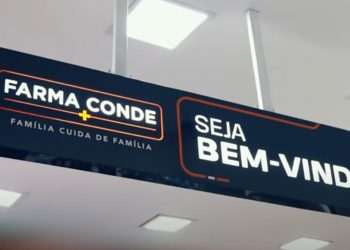 FARMA CONDE
FAMÍLIA CUIDA DE FAMÍLIA
SEJA
BEM-VIND